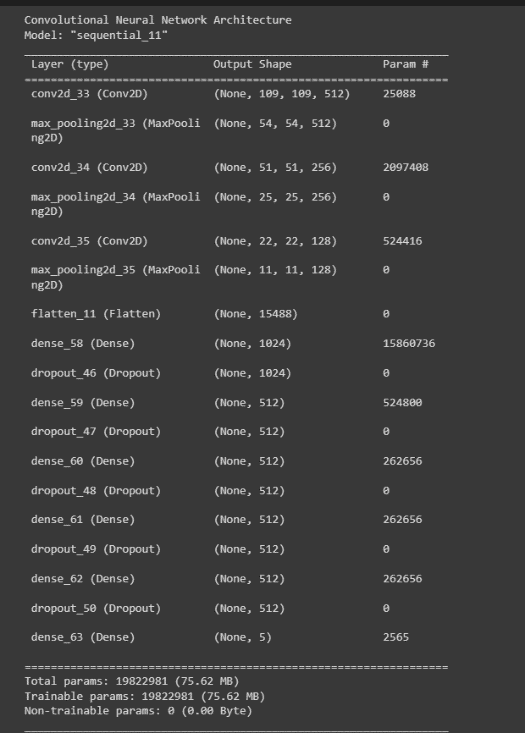 Convolutional Neural Network Architecture
Model: "sequential_11"
Layer (type) Output Shape Param #
conv2d_33 (Conv2D) (None, 109, 109, 512) 25088
max_pooling2d_33 (MaxPooli (None, 54, 54, 512) 0
ng2D)
conv2d_34 (Conv2D) (None, 51, 51, 256) 2097408
max_pooling2d_34 (MaxPooli (None, 25, 25, 256) 0
ng2D)
conv2d_35 (Conv2D) (None, 22, 22, 128) 524416
max_pooling2d_35 (MaxPooli (None, 11, 11, 128) 0
ng2D)
flatten_11 (Flatten) (None, 15488) 0
dense_58 (Dense) (None, 1024) 15860736
dropout_46 (Dropout) (None, 1024) 0
dense_59 (Dense) (None, 512) 524800
dropout_47 (Dropout) (None, 512) 0
dense_60 (Dense) (None, 512) 262656
dropout_48 (Dropout) (None, 512) 0
dense_61 (Dense) (None, 512) 262656
dropout_49 (Dropout) (None, 512) 0
dense_62 (Dense) (None, 512) 262656
dropout_50 (Dropout) (None, 512) 0
dense_63 (Dense) (None, 5) 2565
Total params: 19822981 (75.62 MB)
Trainable params: 19822981 (75.62 MB)
Non-trainable params: 0 (0.00 Byte)